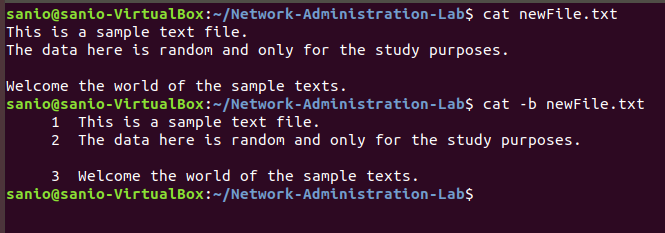 sanio@sanio-VirtualBox:~/Network-Administration-Lab$ cat newFile.txt
This is a sample text file.
The data here is random and only for the study purposes.

Welcome the world of the sample texts.
sanio@sanio-VirtualBox:~/Network-Administration-Lab$ cat -b newFile.txt
     1  This is a sample text file.
     2  The data here is random and only for the study purposes.

     3  Welcome the world of the sample texts.
sanio@sanio-VirtualBox:~/Network-Administration-Lab$